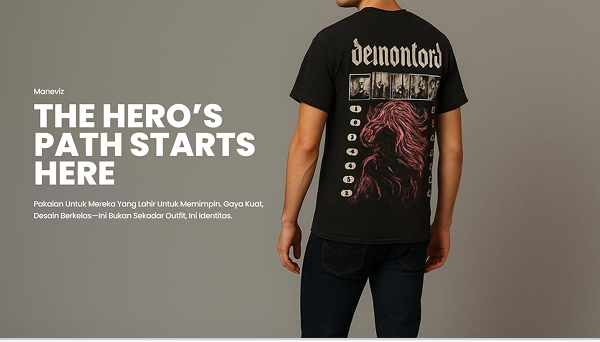 Maneviz
THE HERO'S
PATH STARTS
HERE
Pakaian Untuk Mereka Yang Lahir Untuk Memimpin. Gaya Kuat,
Desain Berkelas—Ini Bukan Sekadar Outfit, Ini Identitas.
demontord